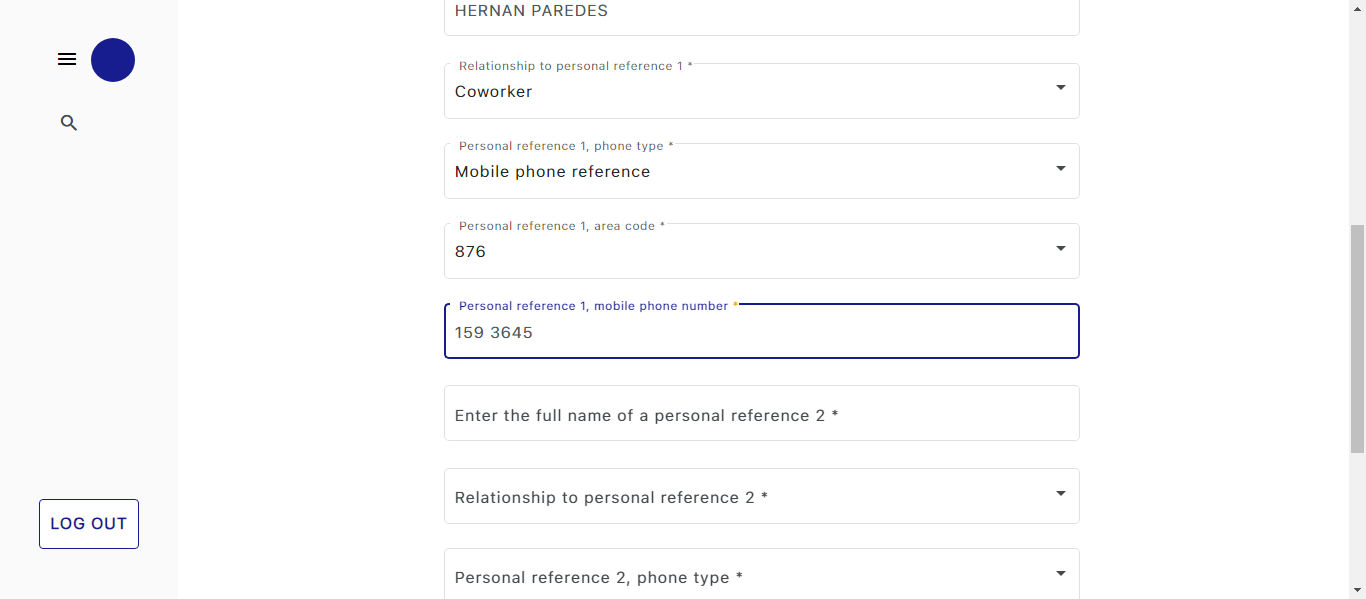 HERNAN PAREDES
Relationship to personal reference 1 *
Coworker
Personal reference 1, phone type *
Mobile phone reference
Personal reference 1, area code *
876
Personal reference 1, mobile phone number *
159 3645
Enter the full name of a personal reference 2 *
Relationship to personal reference 2 *
Personal reference 2, phone type *
LOG OUT